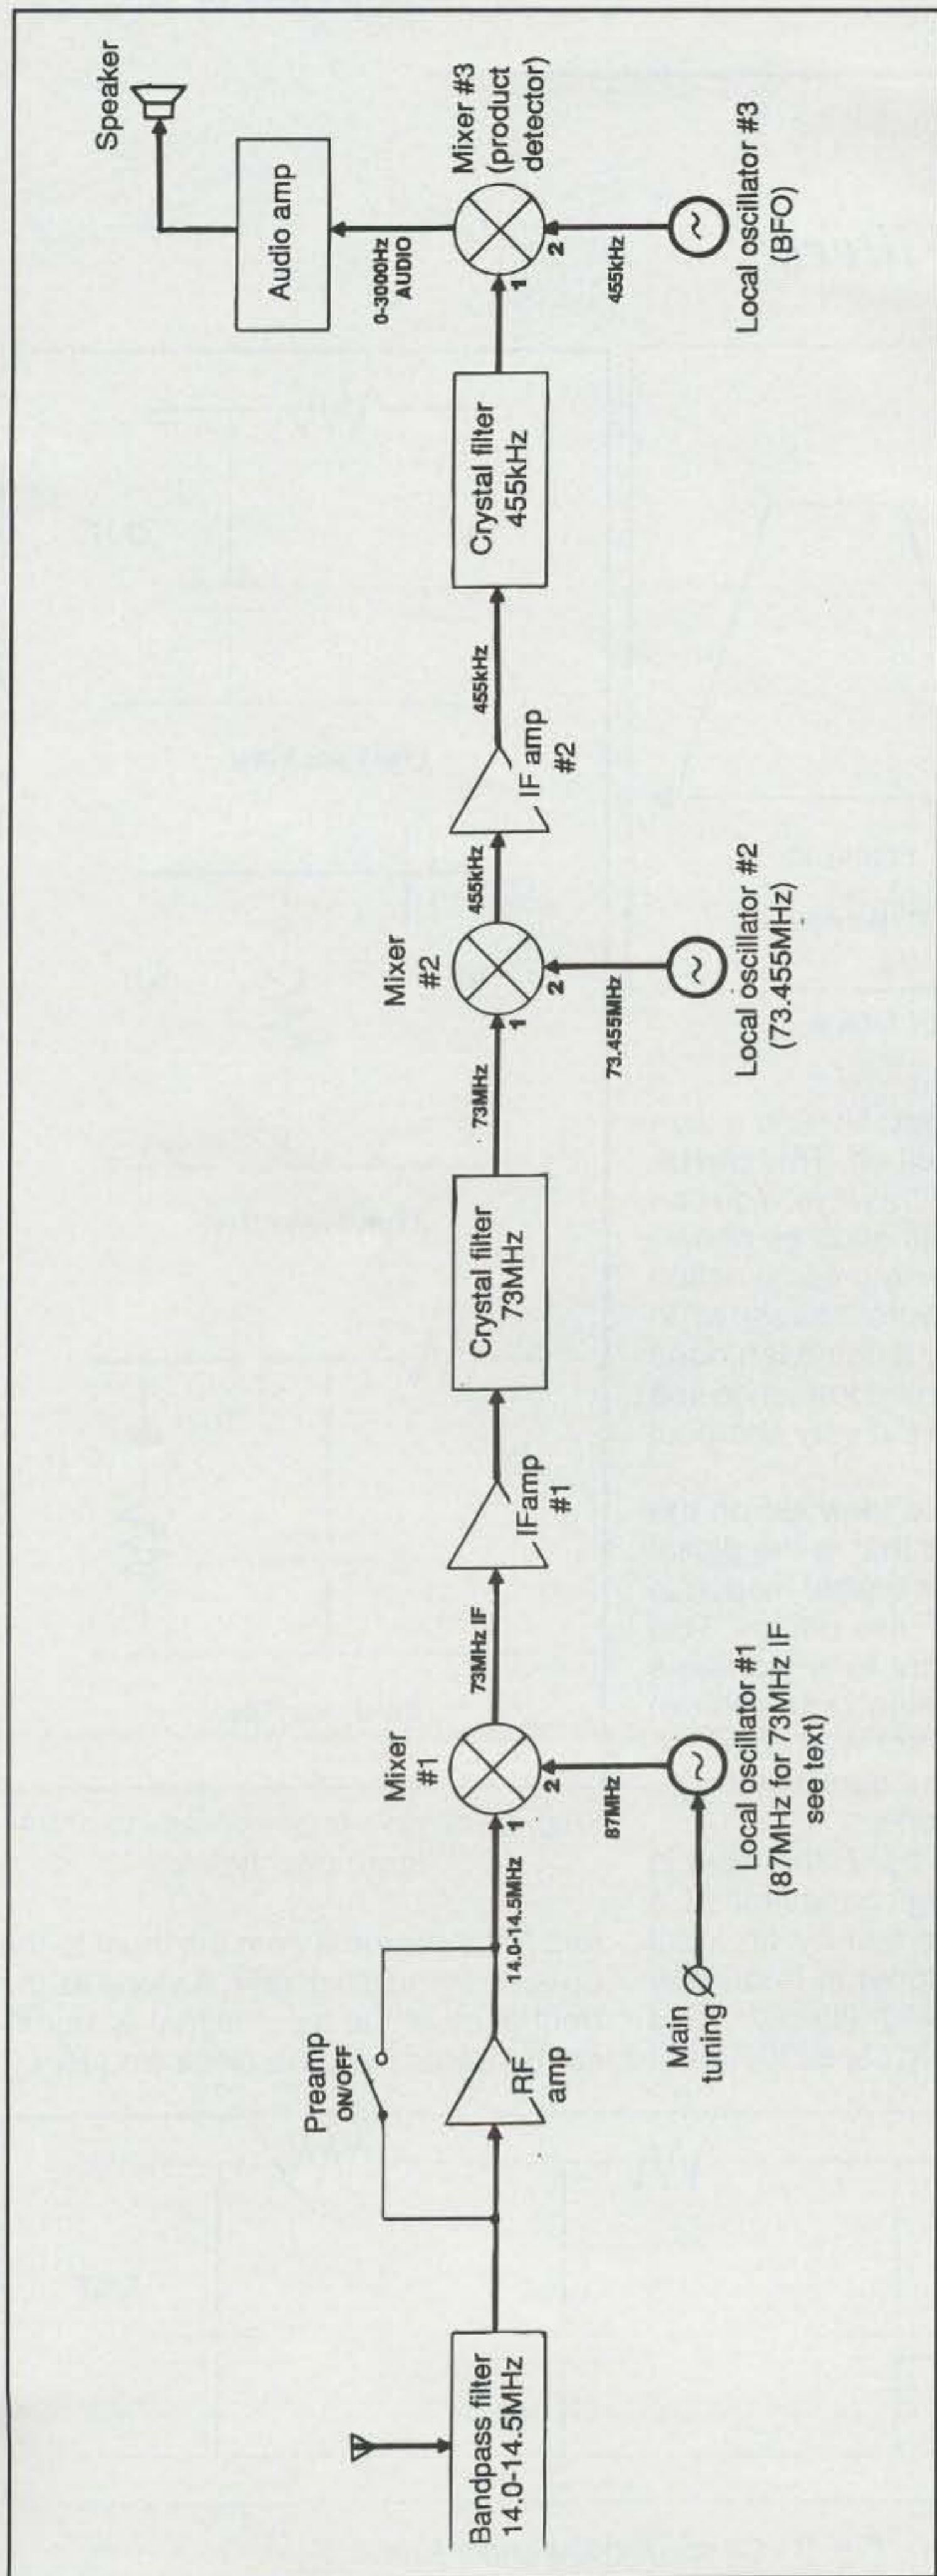 Bandpass filter
14.0-14.5MHz
Preamp
ON/OFF
RF
amp
14.0-14.5MHz
Main
tuning
Mixer
#1
1
2
87MHz
Local oscillator #1
(87MHz for 73MHz IF
see text)
73MHz IF
IFamp
#1
Crystal filter
73MHz
73MHz
Mixer
#2
1
2
73.455MHz
Local oscillator #2
(73.455MHz)
455kHz
IF amp
#2
455kHz
Crystal filter
455kHz
Mixer #3
(product
detector)
1
2
455kHz
Local oscillator #3
(BFO)
0-3000Hz
AUDIO
Audio amp
Speaker